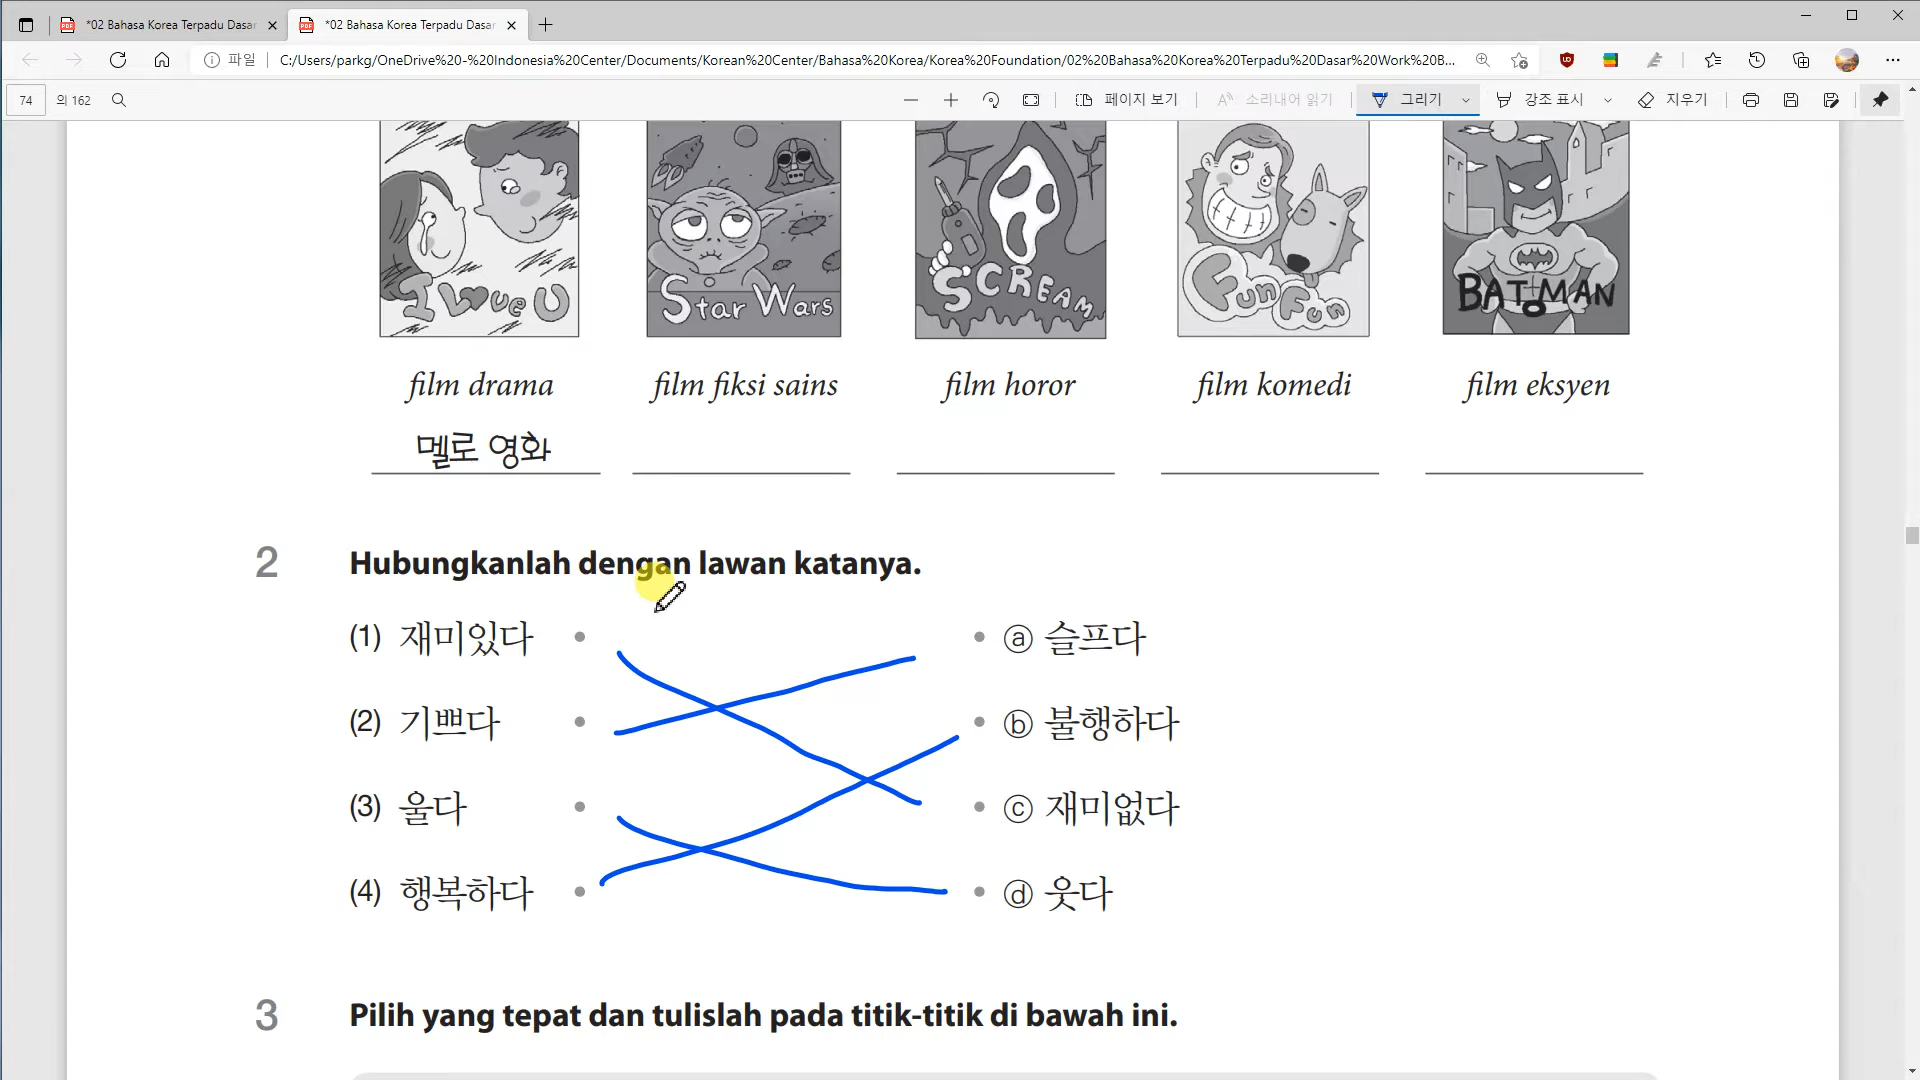 *02 Bahasa Korea Terpadu Dasar
*02 Bahasa Korea Terpadu Dasar
파일
C:/Users/parkg/OneDrive%20-%20Indonesia%20Center/Documents/Korean%20Center/Bahasa%20Korea/Korea%20Foundation/02%20Bahasa%20Korea%20Terpadu%20Dasar%20Work%20B...
74 의 162
페이지 보기
소리내어 읽기
그리기
강조 표시
지우기
I Love U
Star Wars
SCREAM
Fun Fun
BATMAN
film drama
film fiksi sains
film horor
film komedi
film eksyen
멜로 영화
2 Hubungkanlah dengan lawan katanya.
(1) 재미있다 • • ⓐ 슬프다
(2) 기쁘다 • • ⓑ 불행하다
(3) 울다 • • ⓒ 재미없다
(4) 행복하다 • • ⓓ 웃다
3 Pilih yang tepat dan tulislah pada titik-titik di bawah ini.